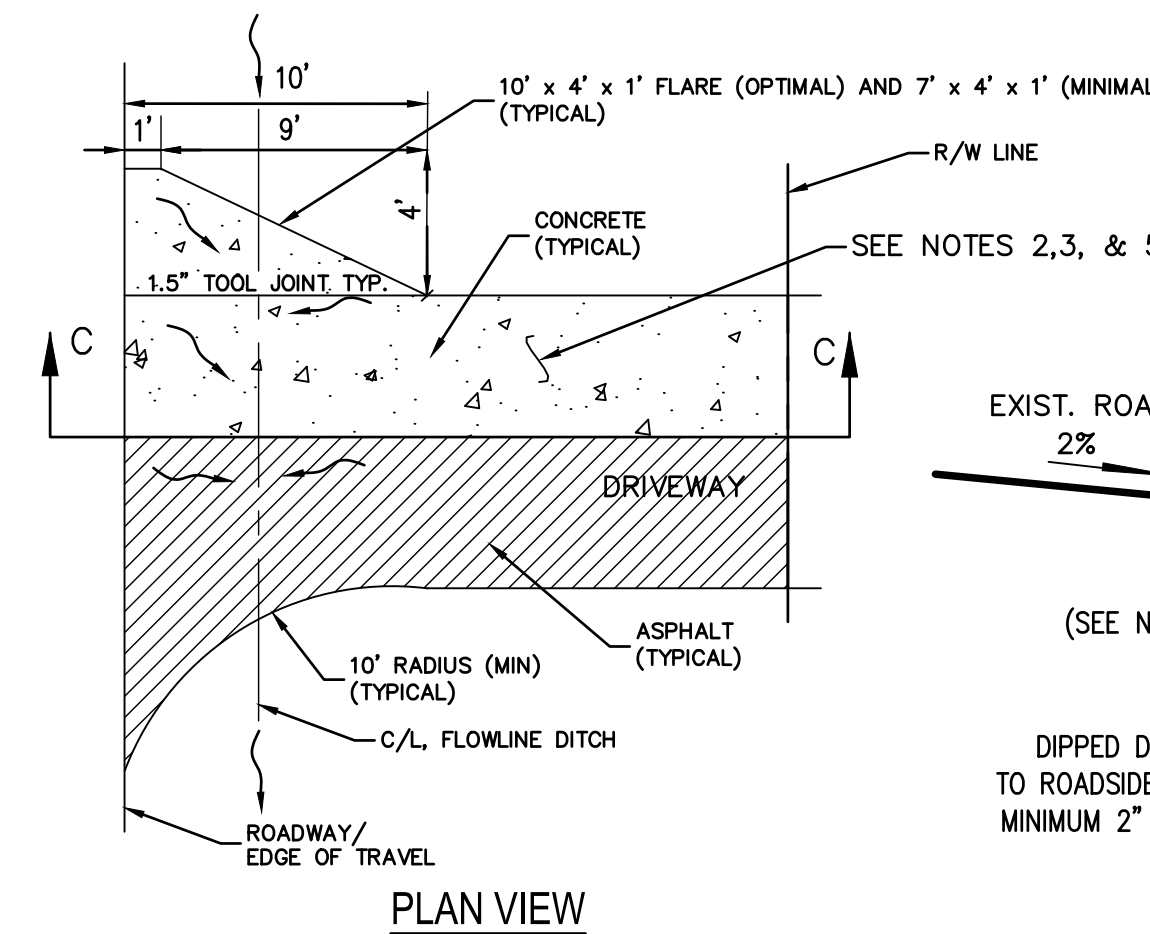 10'
10' x 4' x 1' FLARE (OPTIMAL) AND 7' x 4' x 1' (MINIMAL
(TYPICAL)
1'
9'
R/W LINE
4'
CONCRETE
(TYPICAL)
SEE NOTES 2,3, & 5
1.5" TOOL JOINT TYP.
C
C
EXIST. ROA
2%
DRIVEWAY
(SEE N
ASPHALT
(TYPICAL)
10' RADIUS (MIN)
(TYPICAL)
C/L, FLOWLINE DITCH
DIPPED D
TO ROADSIDE
MINIMUM 2"
ROADWAY/
EDGE OF TRAVEL
PLAN VIEW